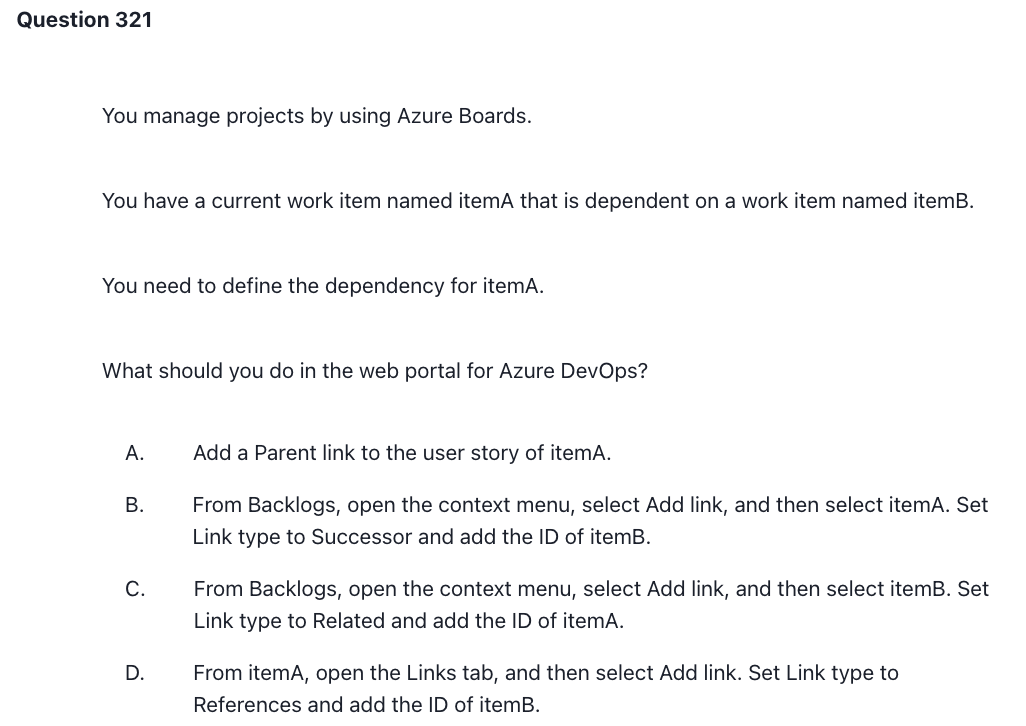 Question 321
You manage projects by using Azure Boards.
You have a current work item named itemA that is dependent on a work item named itemB.
You need to define the dependency for itemA.
What should you do in the web portal for Azure DevOps?
A. Add a Parent link to the user story of itemA.
B. From Backlogs, open the context menu, select Add link, and then select itemA. Set
Link type to Successor and add the ID of itemB.
C. From Backlogs, open the context menu, select Add link, and then select itemB. Set
Link type to Related and add the ID of itemA.
D. From itemA, open the Links tab, and then select Add link. Set Link type to
References and add the ID of itemB.